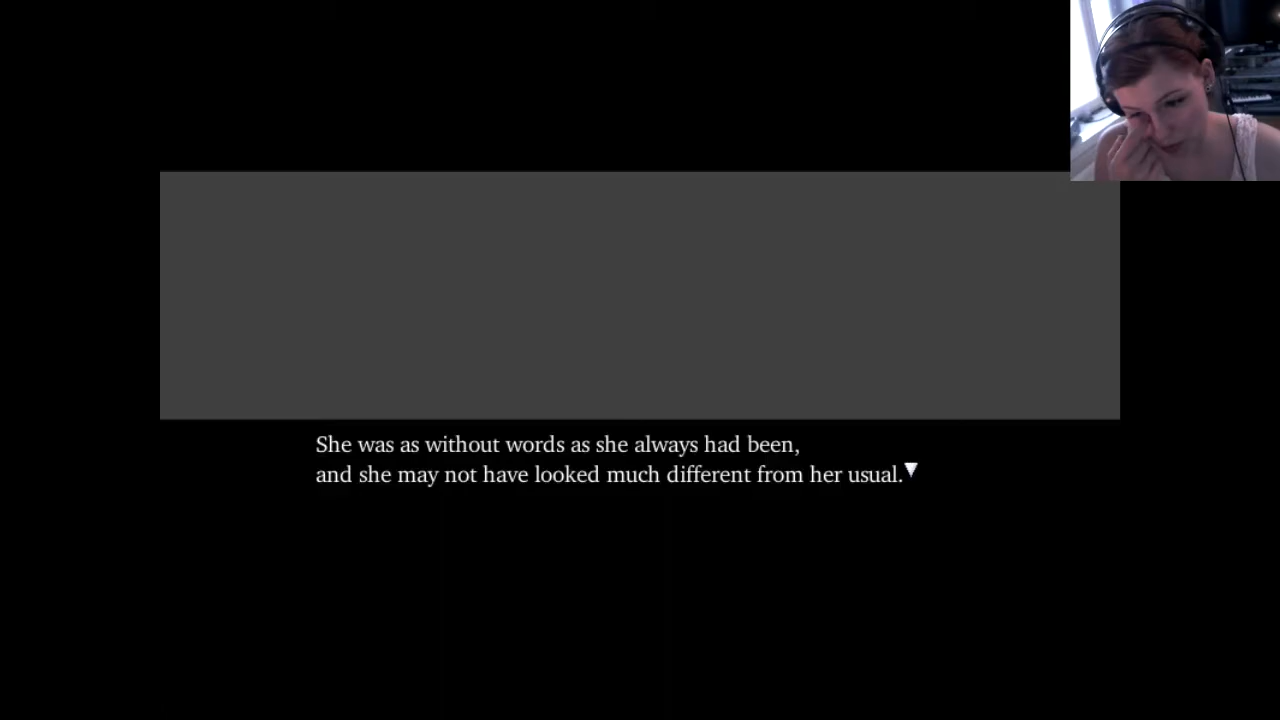 She was as without words as she always had been,
and she may not have looked much different from her usual.